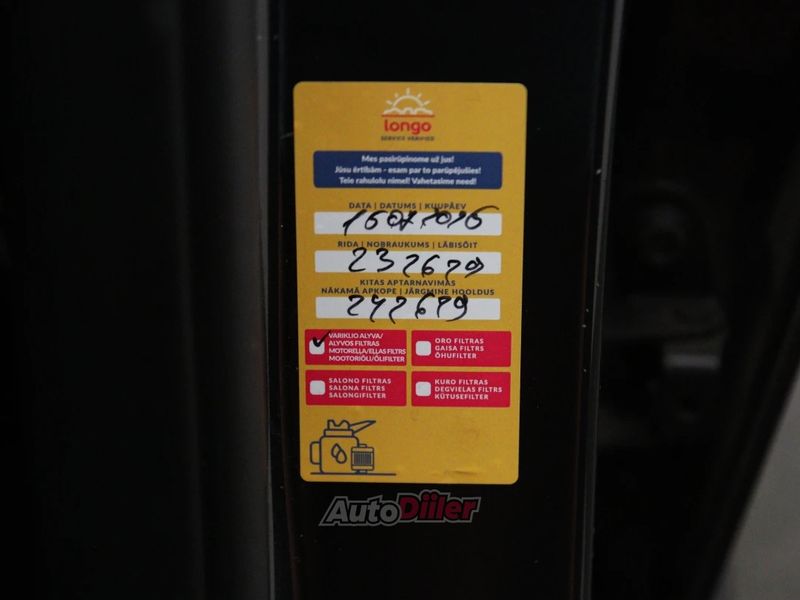 longo
SERVICE VERIFIED
Mes pasirūpinome už jus!
Jūsu ērtībām - esam par to parūpējušies!
Teie rahulolu nimel! Vahetasime need!
DATA | DATUMS | KUUPÄEV
RIDA | NOBRAUKUMS | LÄBISÕIT
232679
KITAS APTARNAVIMAS
NĀKAMĀ APKOPE | JÄRGMINE HOOLDUS
242679
VARIKLIO ALYVA/
ALYVOS FILTRAS
MOTOREĻĻA/EĻĻAS FILTRS
MOOTORIÕLI/ÕLIFILTER
ORO FILTRAS
GAISA FILTRS
ÕHUFILTER
SALONO FILTRAS
SALONA FILTRS
SALONGIFILTER
KURO FILTRAS
DEGVIELAS FILTRS
KÜTUSEFILTER
AutoDiiler